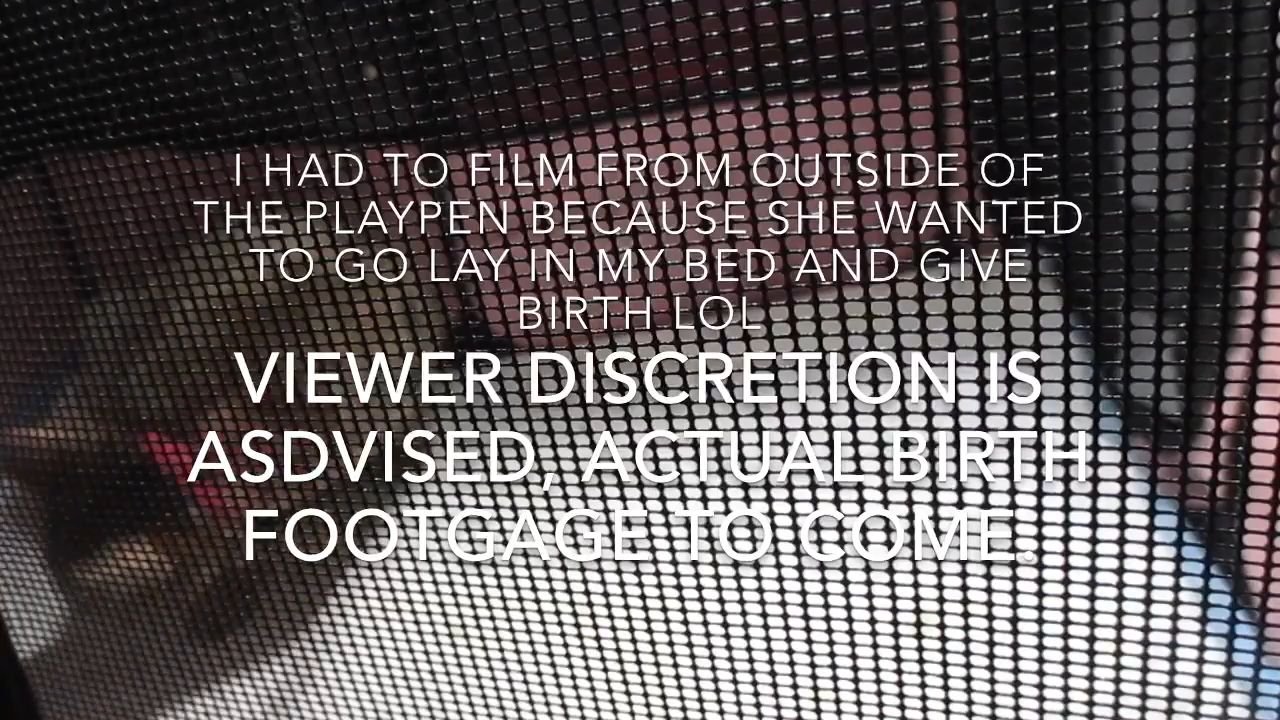 I HAD TO FILM FROM OUTSIDE OF
THE PLAYPEN BECAUSE SHE WANTED
TO GO LAY IN MY BED AND GIVE
BIRTH LOL
VIEWER DISCRETION IS
ASDVISED, ACTUAL BIRTH
FOOTGAGE TO COME.